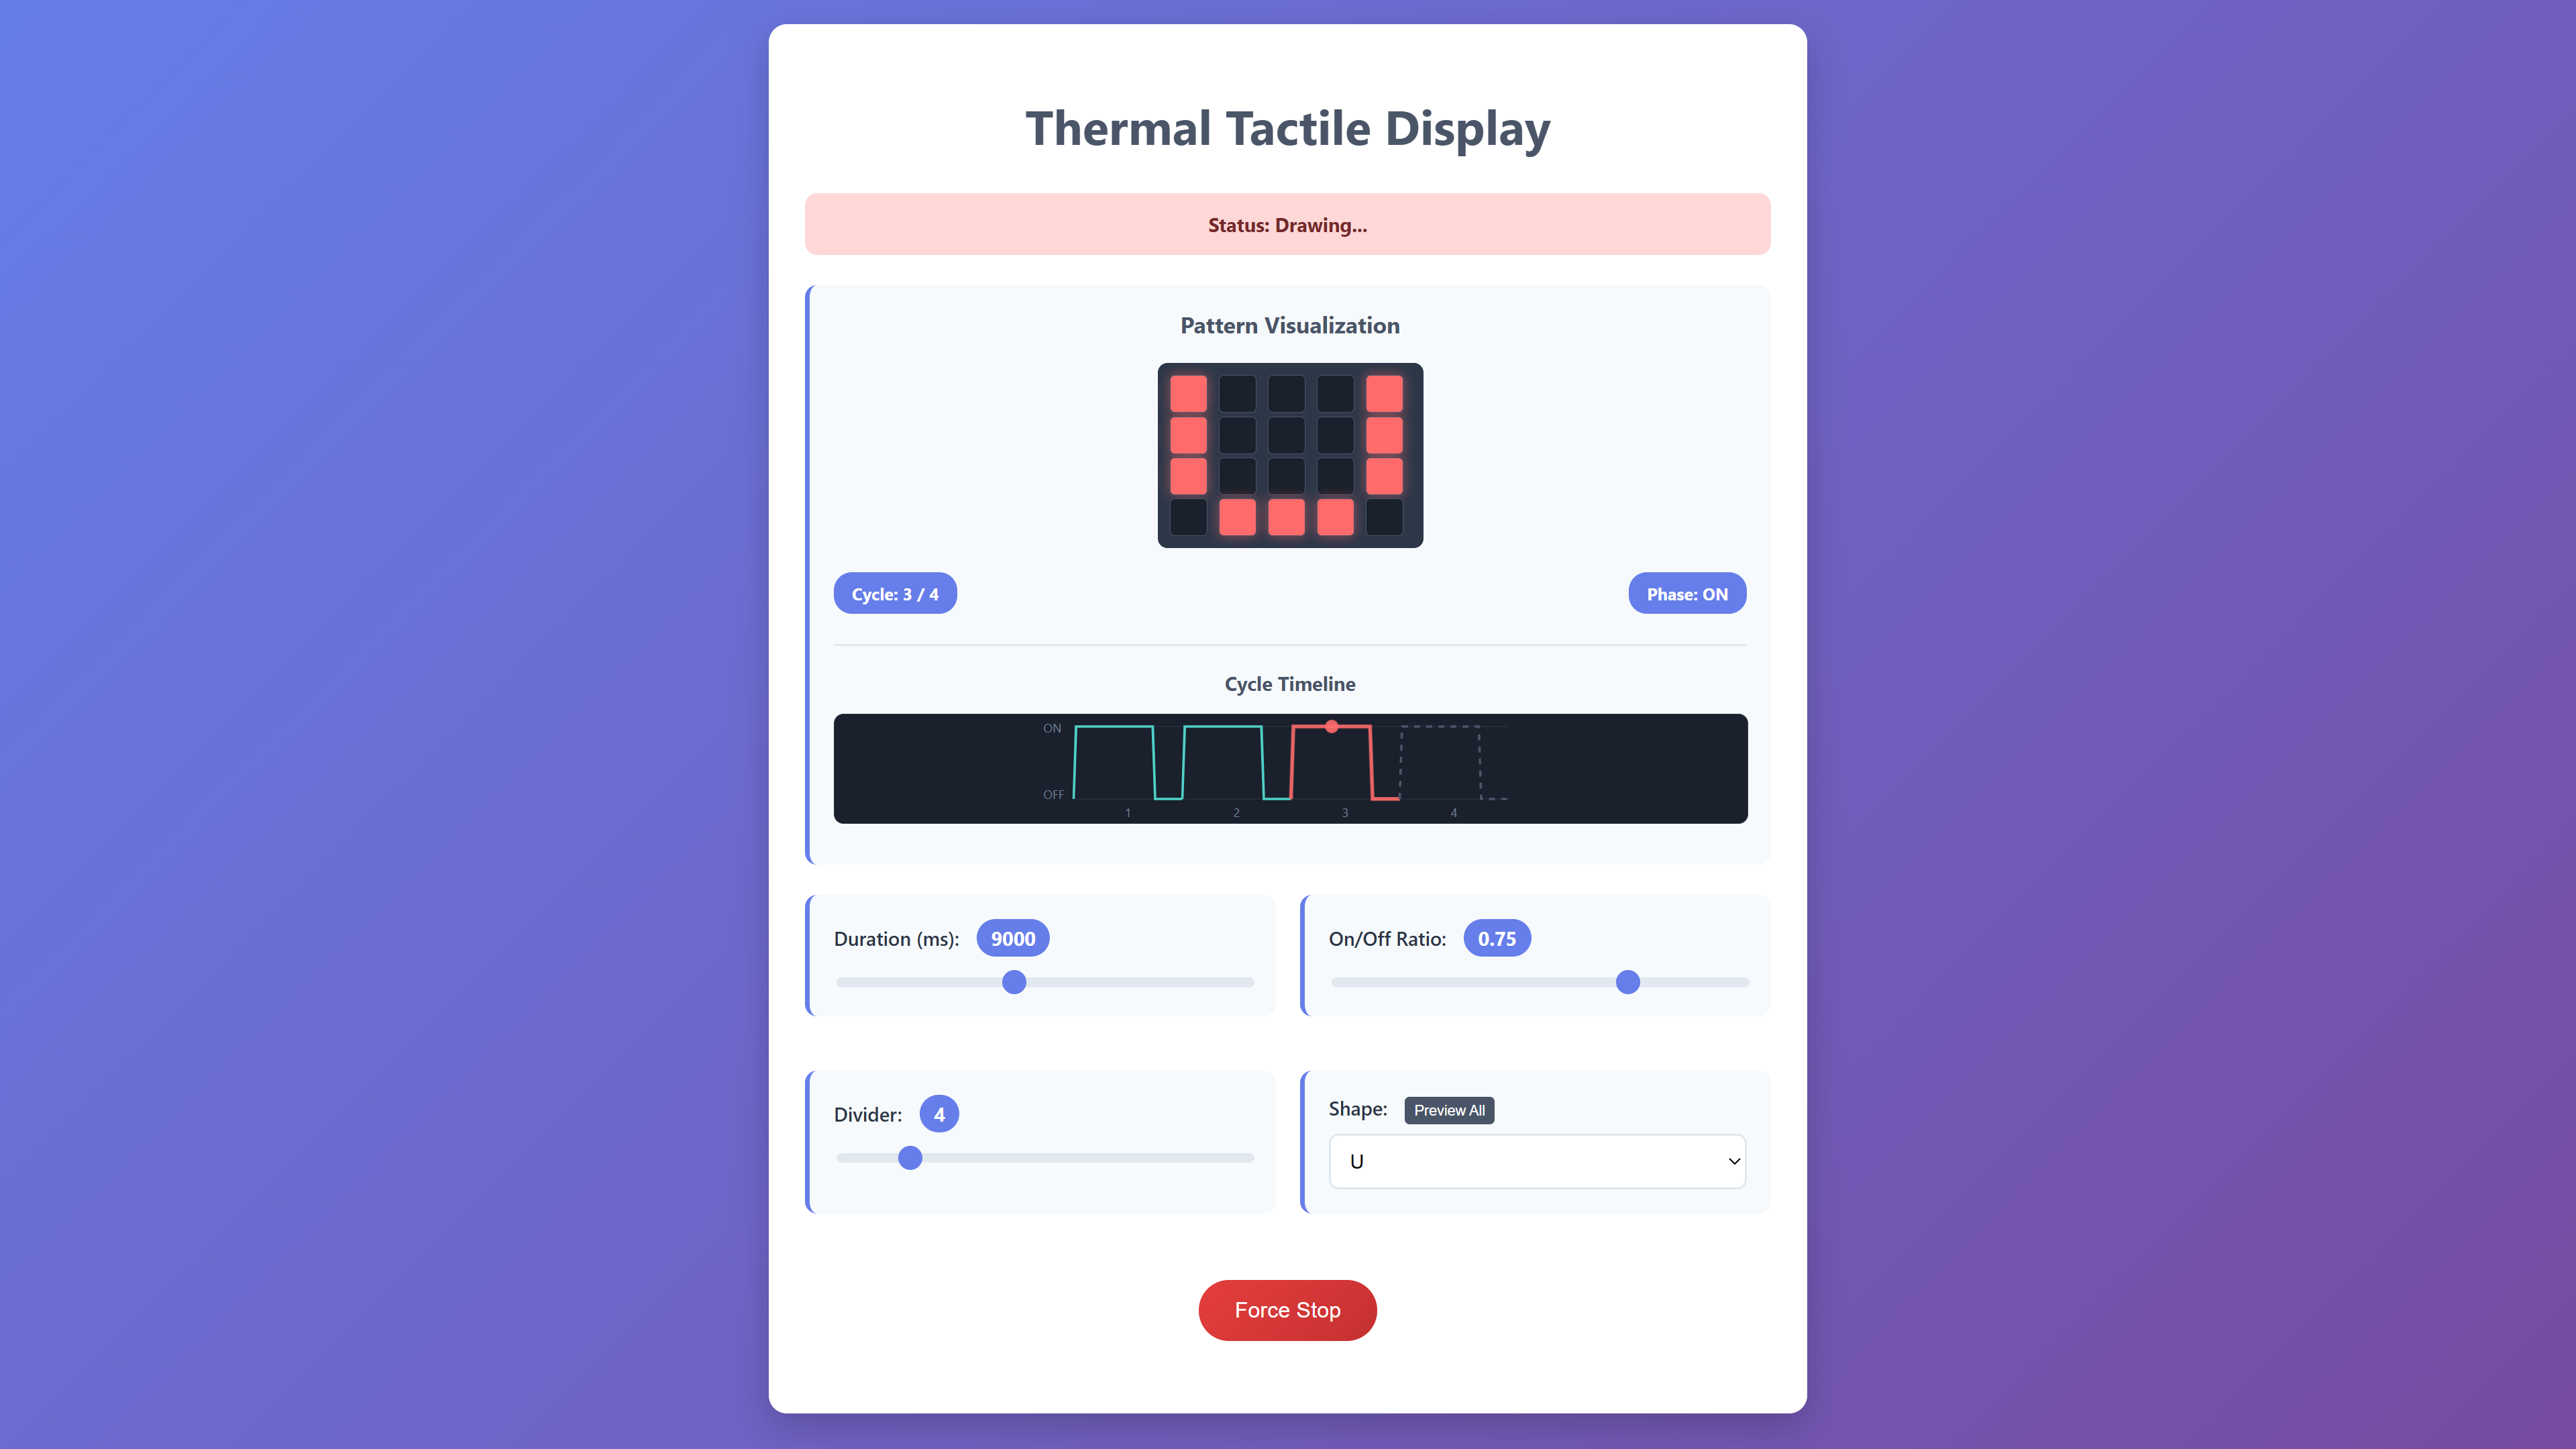 Thermal Tactile Display
Status: Drawing...
Pattern Visualization
Cycle: 3 / 4
Phase: ON
Cycle Timeline
ON
OFF
1 2 3 4
Duration (ms): 9000
On/Off Ratio: 0.75
Divider: 4
Shape: Preview All
U
Force Stop